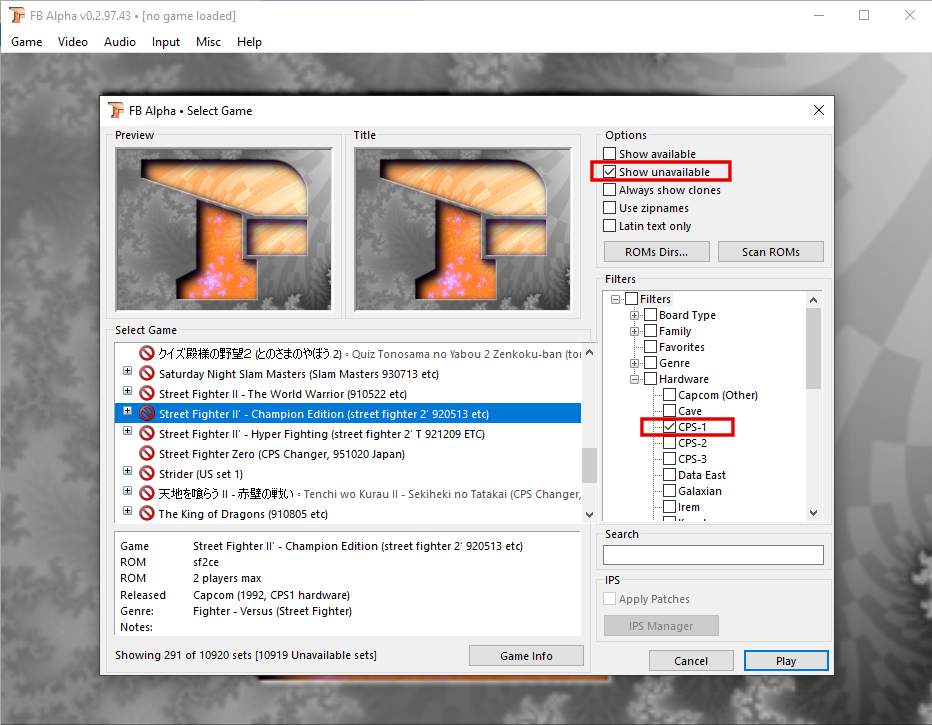 FB Alpha v0.2.97.43 • [no game loaded]
Game Video Audio Input Misc Help
FB Alpha • Select Game
Preview
Title
Options
Show available
Show unavailable
Always show clones
Use zipnames
Latin text only
ROMs Dirs...
Scan ROMs
Filters
Filters
Board Type
Family
Favorites
Genre
Hardware
Capcom (Other)
Cave
CPS-1
CPS-2
CPS-3
Data East
Galaxian
Irem
Select Game
クイズ殿様の野望2 (とのさまのやぼう 2) ◦ Quiz Tonosama no Yabou 2 Zenkoku-ban (tor
Saturday Night Slam Masters (Slam Masters 930713 etc)
Street Fighter II - The World Warrior (910522 etc)
Street Fighter II' - Champion Edition (street fighter 2' 920513 etc)
Street Fighter II' - Hyper Fighting (street fighter 2' T 921209 ETC)
Street Fighter Zero (CPS Changer, 951020 Japan)
Strider (US set 1)
天地を喰らう II - 赤壁の戦い ◦ Tenchi wo Kurau II - Sekiheki no Tatakai (CPS Changer,
The King of Dragons (910805 etc)
Game Street Fighter II' - Champion Edition (street fighter 2' 920513 etc)
ROM sf2ce
ROM 2 players max
Released Capcom (1992, CPS1 hardware)
Genre: Fighter - Versus (Street Fighter)
Notes:
Search
IPS
Apply Patches
IPS Manager
Showing 291 of 10920 sets [10919 Unavailable sets]
Game Info
Cancel
Play